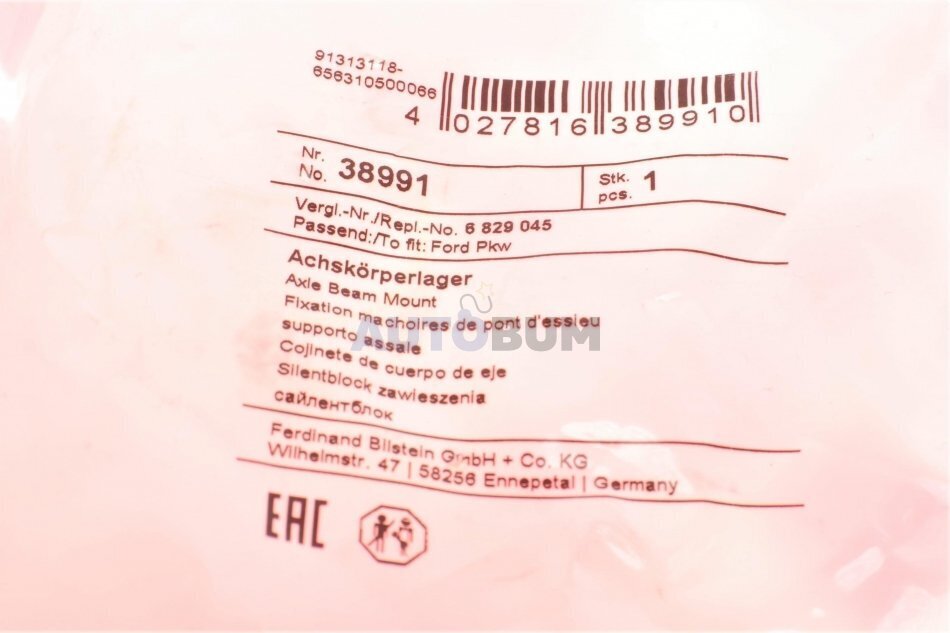 91313118-
656310500066
4 027816 389910
Nr.
No. 38991
Stk.
pcs. 1
Vergl.-Nr./Repl.-No. 6 829 045
Passend:/To fit: Ford Pkw
Achskörperlager
Axle Beam Mount
Fixation machoires de pont d'essieu
supporto assale
AUTOBUM
Cojinete de cuerpo de eje
Silentblock zawieszenia
сайлентблок
Ferdinand Bilstein GmbH + Co. KG
Wilhelmstr. 47 | 58256 Ennepetal | Germany
EAC